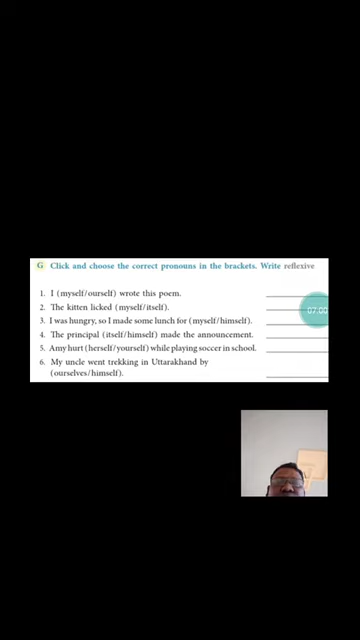 G Click and choose the correct pronouns in the brackets. Write reflexive
1. I (myself/ourself) wrote this poem.
2. The kitten licked (myself/itself).
3. I was hungry, so I made some lunch for (myself/himself).
4. The principal (itself/himself) made the announcement.
5. Amy hurt (herself/yourself) while playing soccer in school.
6. My uncle went trekking in Uttarakhand by
(ourselves/himself).
07:00